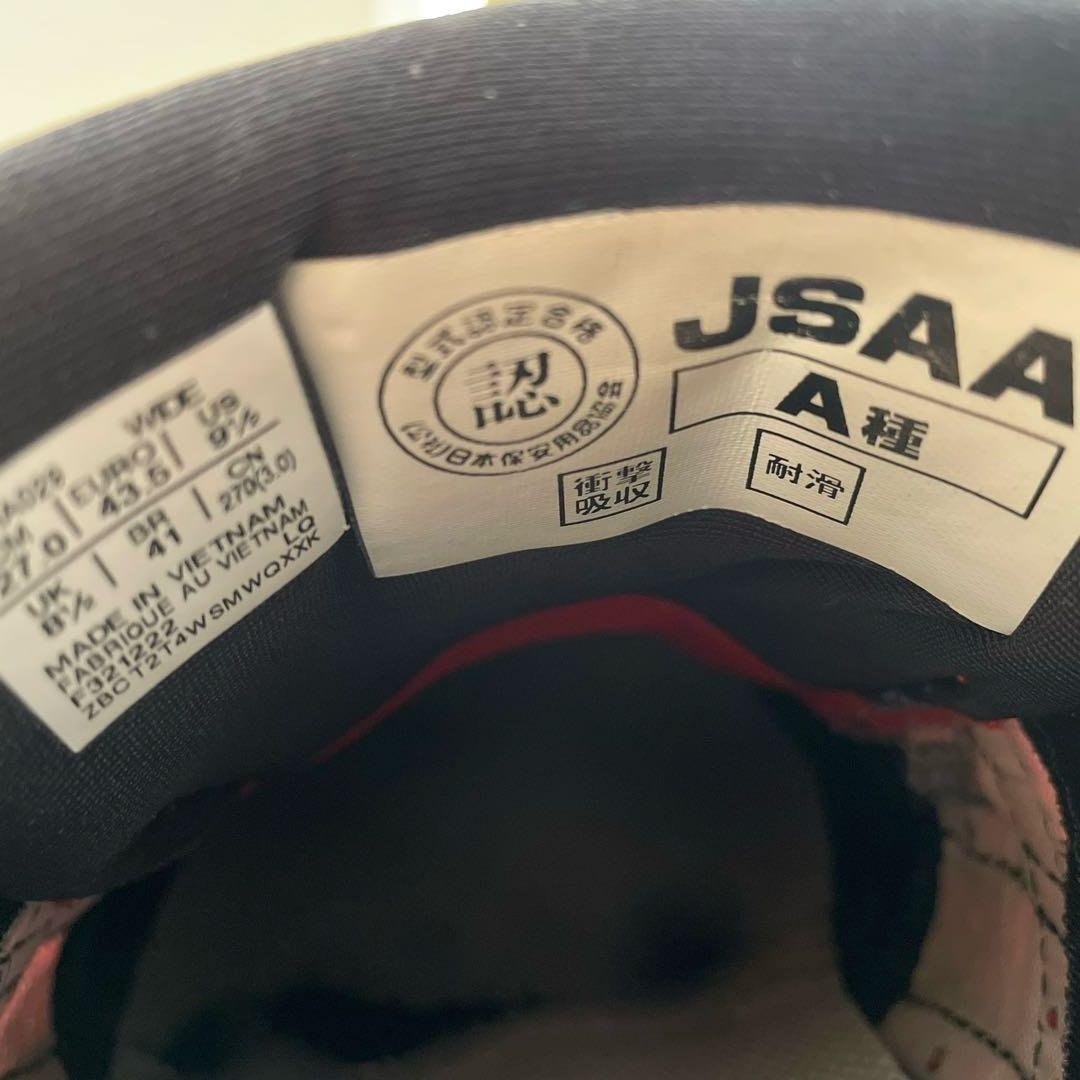 WIDE
CM EURO US
27.0 43.5 9½
UK BR CN
8½ 41 270(3.0)
MADE IN VIETNAM
FABRIQUE AU VIETNAM
F321222 LQ
ZBCT2T4WSMWQXXK
型式認定合格
認
(公社)日本保安用品協会
JSAA
A種
衝撃
吸収
耐滑